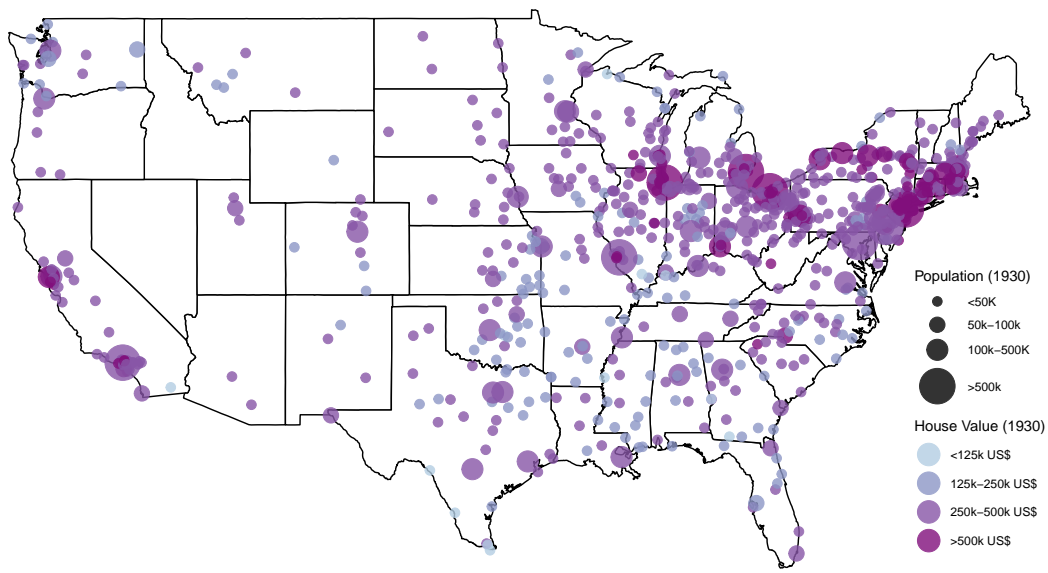 Population (1930)
<50K
50k–100k
100k–500K
>500k
House Value (1930)
<125k US$
125k–250k US$
250k–500k US$
>500k US$